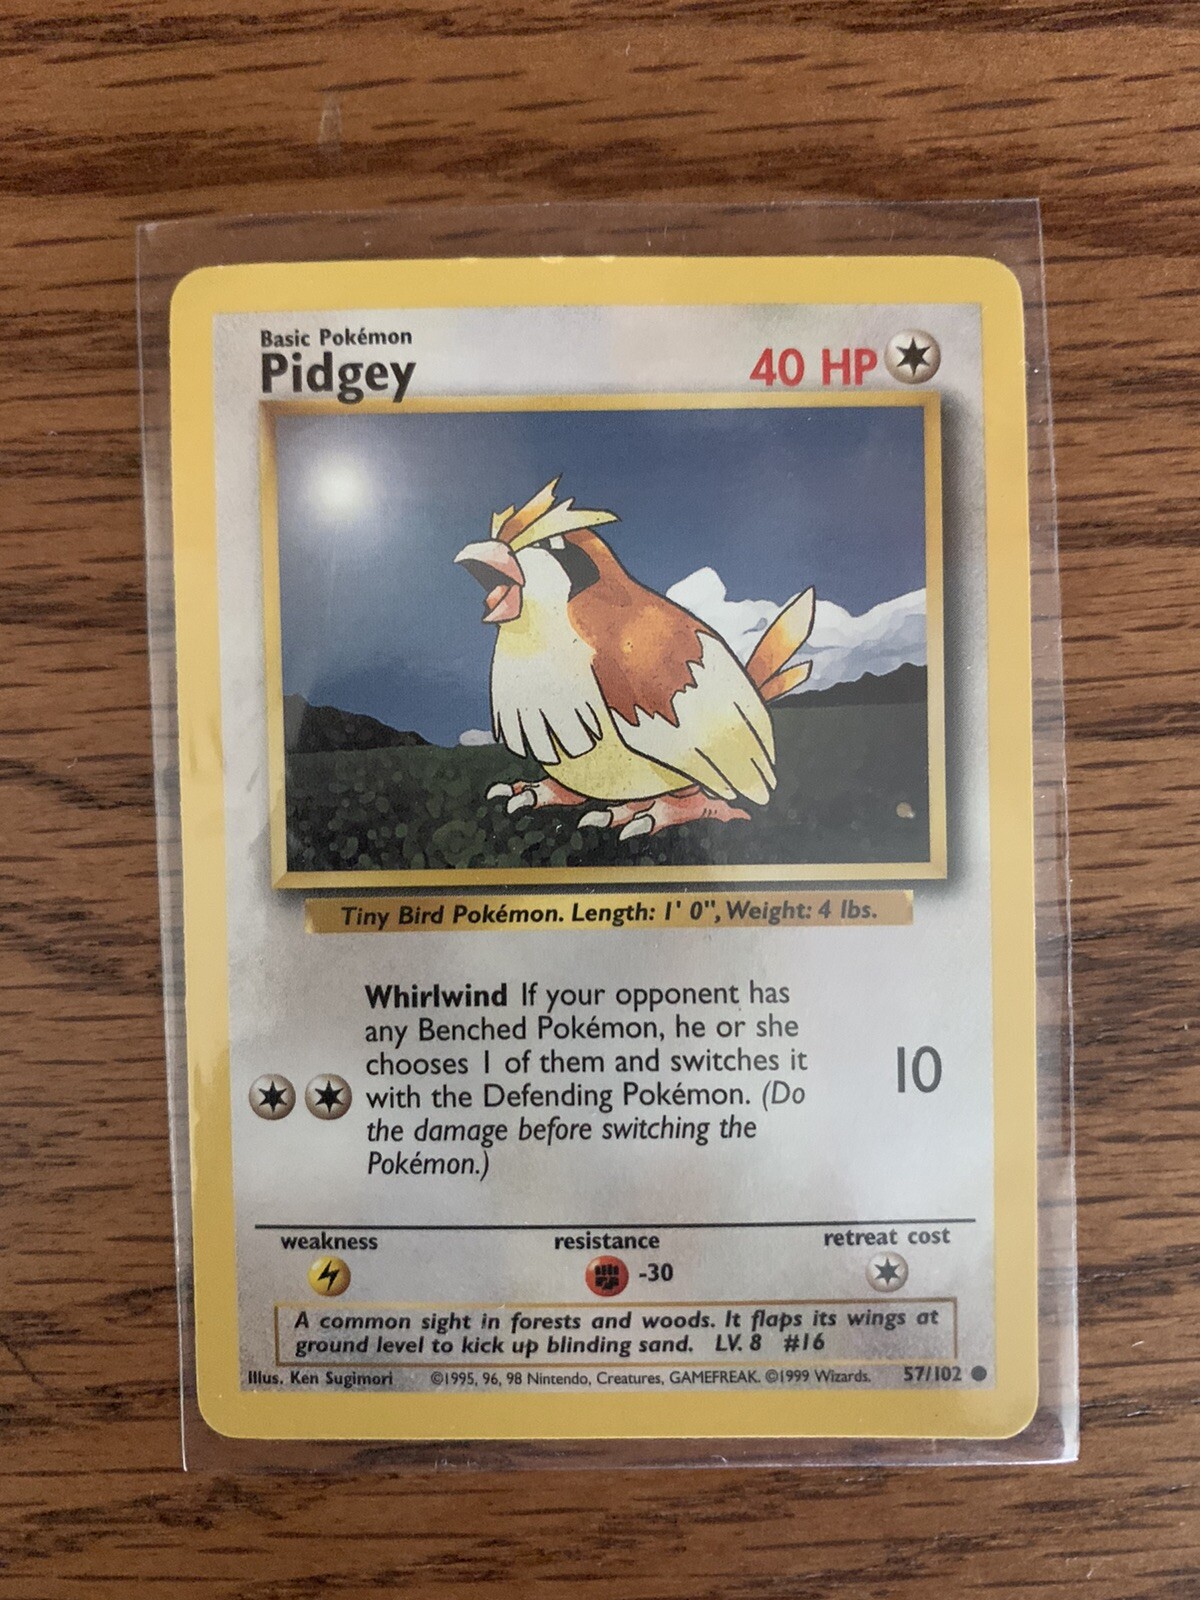 Basic Pokémon
Pidgey
40 HP
Tiny Bird Pokémon. Length: 1' 0", Weight: 4 lbs.
Whirlwind If your opponent has
any Benched Pokémon, he or she
chooses 1 of them and switches it
with the Defending Pokémon. (Do
the damage before switching the
Pokémon.)
10
weakness
resistance
retreat cost
-30
A common sight in forests and woods. It flaps its wings at
ground level to kick up blinding sand. LV. 8 #16
Illus. Ken Sugimori ©1995, 96, 98 Nintendo, Creatures, GAMEFREAK. ©1999 Wizards. 57/102